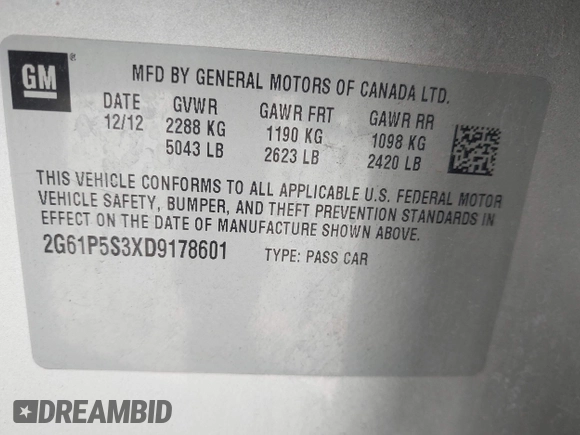 GM
®
MFD BY GENERAL MOTORS OF CANADA LTD.
DATE GVWR GAWR FRT GAWR RR
12/12 2288 KG 1190 KG 1098 KG
5043 LB 2623 LB 2420 LB
THIS VEHICLE CONFORMS TO ALL APPLICABLE U.S. FEDERAL MOTOR
VEHICLE SAFETY, BUMPER, AND THEFT PREVENTION STANDARDS IN
EFFECT ON THE DATE OF MANUFACTURE SHOWN ABOVE.
2G61P5S3XD9178601 TYPE: PASS CAR
DREAMBID